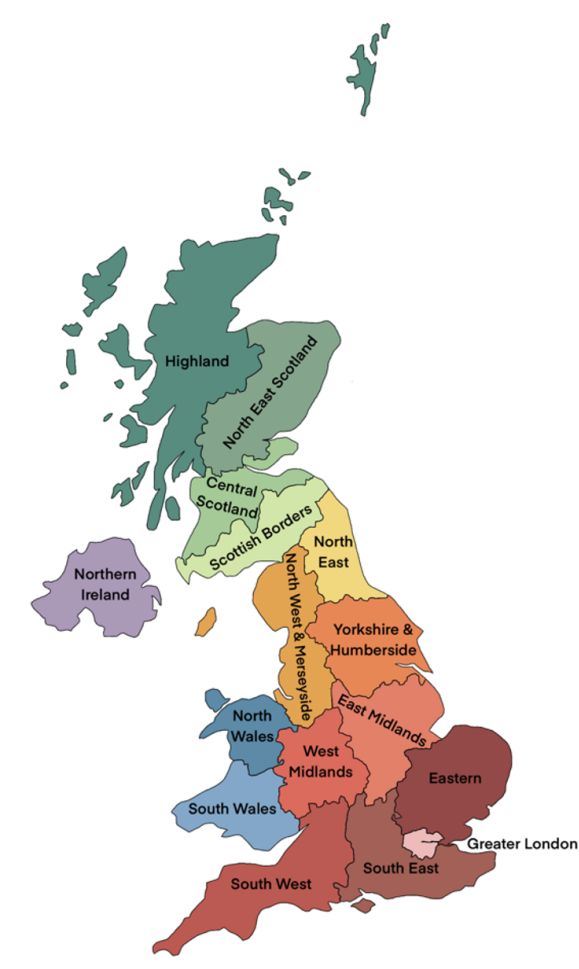 Highland
North East Scotland
Central
Scotland
Scottish Borders
North
East
Northern
Ireland
North West & Merseyside
Yorkshire &
Humberside
East Midlands
North
Wales
West
Midlands
Eastern
South Wales
Greater London
South East
South West